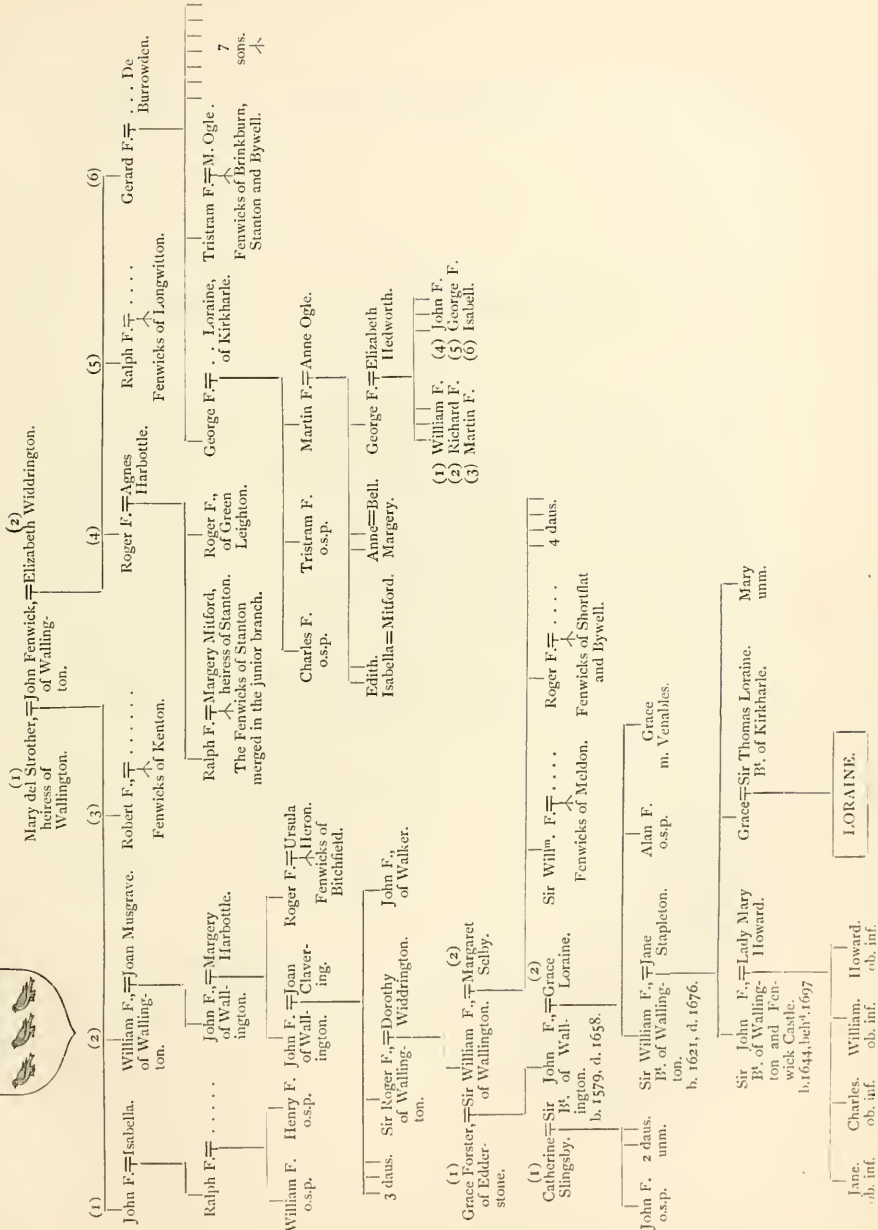 (1) (2)
Mary del Strother,╤John Fenwick,╤Elizabeth Widdrington.
heiress of of Walling-
Wallington. ton.
(1) (2) (3) (4) (5) (6)
John F.╤Isabella. William F.,╤Joan Musgrave. Robert F.,╤...... Roger F.╤Agnes Ralph F.╤..... Gerard F.╤... De
of Walling- Harbottle. Burrowden.
ton. Fenwicks of Kenton. Fenwicks of Longwitton.
Ralph F.╤..... John F.,╤Margery Ralph F.╤Margery Mitford, Roger F., George F.╤.. Loraine, Tristram F.╤M. Ogle. 7
of Wall- Harbottle. heiress of Stanton. of Green of Kirkharle. sons.
ington. The Fenwicks of Stanton Leighton. Fenwicks of Brinkburn,
merged in the junior branch. Stanton and Bywell.
William F. Henry F. John F.╤Joan Roger F.╤Ursula Charles F. Tristram F. Martin F.╤Anne Ogle.
o.s.p. o.s.p. of Wall- Claver- Heron. o.s.p. o.s.p.
ington. ing. Fenwicks of
Bitchfield.
3 daus. Sir Roger F.,╤Dorothy John F., Edith. Anne=Bell. George F.╤Elizabeth
of Walling- Widdrington. of Walker. Isabella=Mitford. Margery. Hedworth.
ton.
(1) William F. (4) John F.
(2) Richard F. (5) George F.
(3) Martin F. (6) Isabell.
(1) (2)
Grace Forster,╤Sir William F.,╤Margaret
of Edder- of Wallington. Selby.
stone.
(1) (2)
Catherine╤Sir John F.,╤Grace Sir Willm. F.╤.... Roger F.╤..... 4 daus.
Slingsby. Bt. of Wall- Loraine.
ington. Fenwicks of Meldon. Fenwicks of Shortflat
b. 1579, d. 1658. and Bywell.
John F. 2 daus. Sir William F.,╤Jane Alan F. Grace
o.s.p. unm. Bt. of Walling- Stapleton. o.s.p. m. Venables.
ton.
b. 1621, d. 1676.
Sir John F.,╤Lady Mary Grace╤Sir Thomas Loraine. Mary
Bt. of Walling- Howard. Bt. of Kirkharle. unm.
ton and Fen-
wick Castle.
b. 1644, behd. 1697
Jane. Charles. William. Howard. LORAINE.
ob. inf. ob. inf. ob. inf. ob. inf.